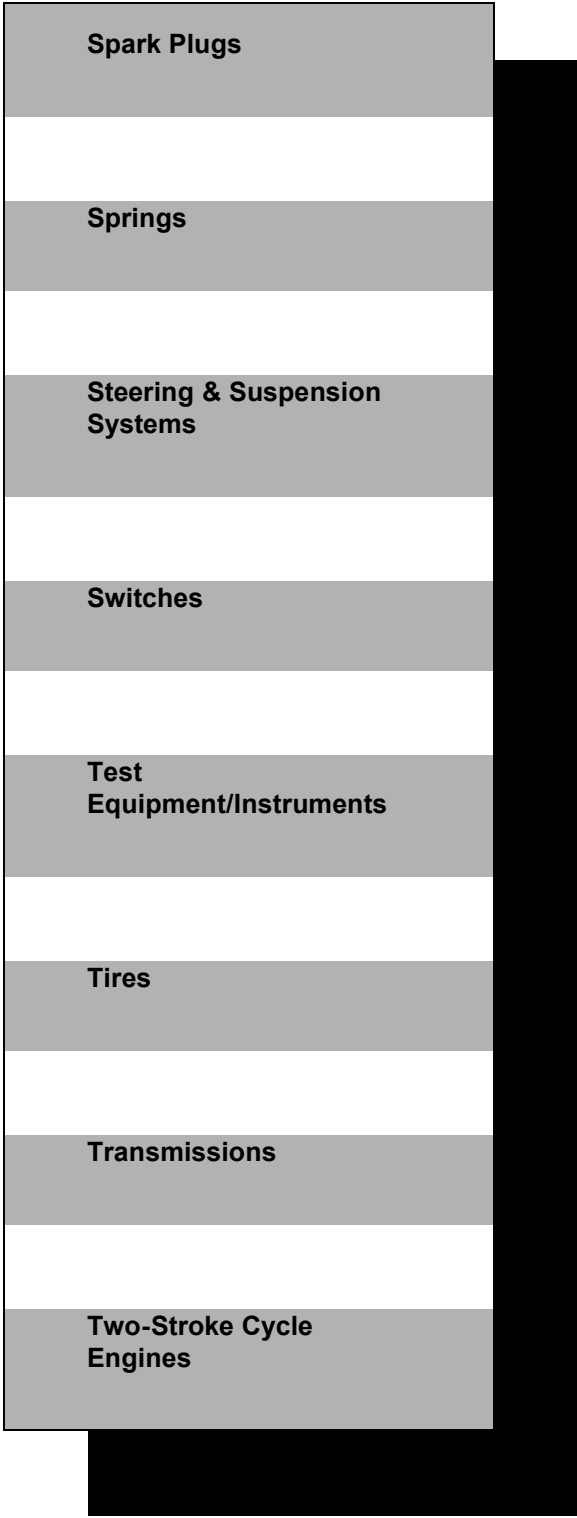 Spark Plugs
Springs
Steering & Suspension
Systems
Switches
Test
Equipment/Instruments
Tires
Transmissions
Two-Stroke Cycle
Engines